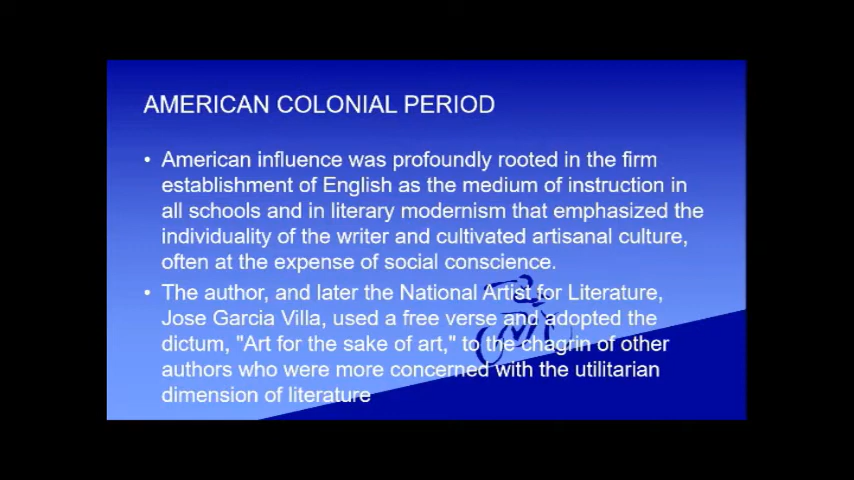 AMERICAN COLONIAL PERIOD
• American influence was profoundly rooted in the firm
establishment of English as the medium of instruction in
all schools and in literary modernism that emphasized the
individuality of the writer and cultivated artisanal culture,
often at the expense of social conscience.
• The author, and later the National Artist for Literature,
Jose Garcia Villa, used a free verse and adopted the
dictum, "Art for the sake of art," to the chagrin of other
authors who were more concerned with the utilitarian
dimension of literature